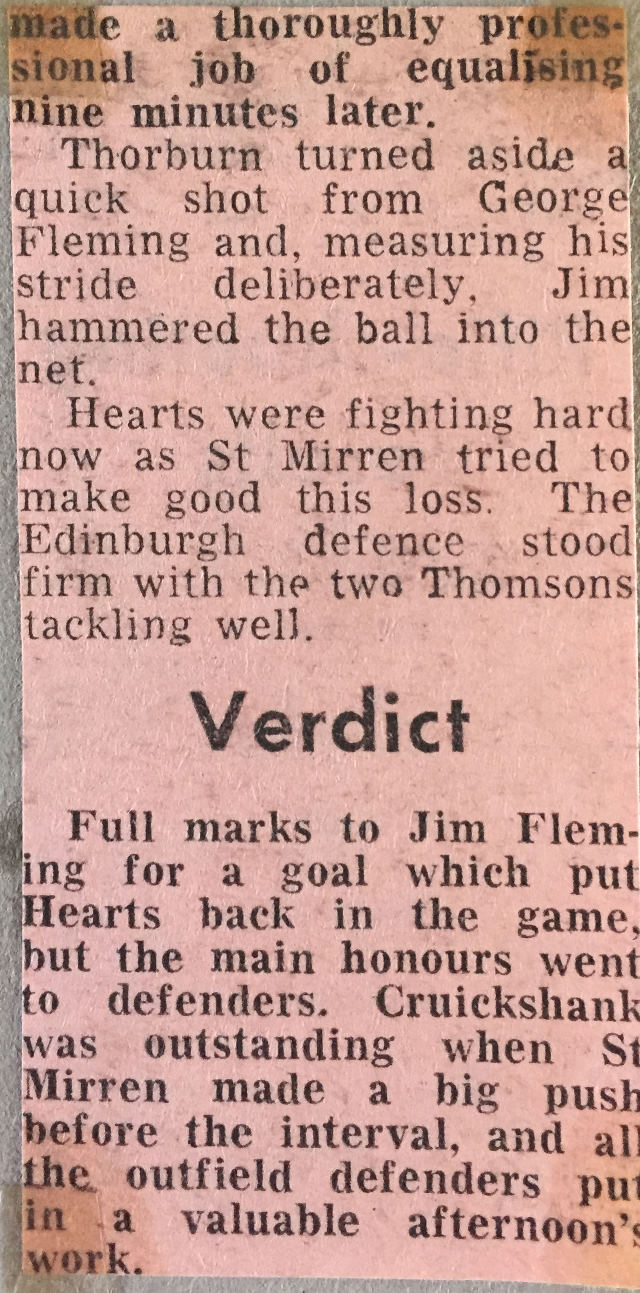 made a thoroughly profes-
sional job of equalising
nine minutes later.
Thorburn turned aside a
quick shot from George
Fleming and, measuring his
stride deliberately, Jim
hammered the ball into the
net.
Hearts were fighting hard
now as St Mirren tried to
make good this loss. The
Edinburgh defence stood
firm with the two Thomsons
tackling well.
Verdict
Full marks to Jim Flem-
ing for a goal which put
Hearts back in the game,
but the main honours went
to defenders. Cruickshank
was outstanding when St
Mirren made a big push
before the interval, and all
the outfield defenders put
in a valuable afternoon's
work.